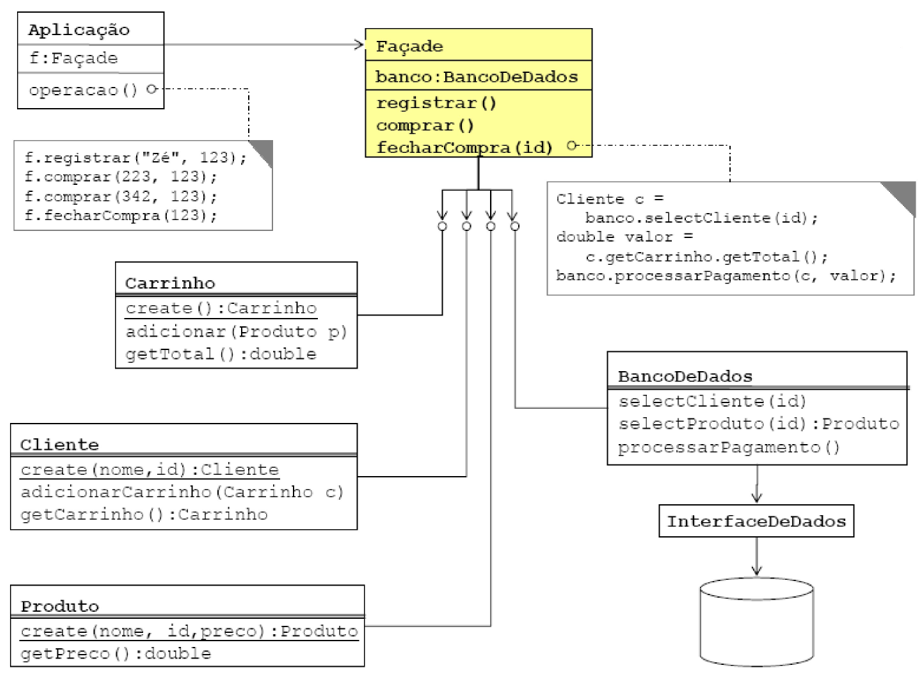 Aplicação
f:Façade
operacao()
f.registrar("Zé", 123);
f.comprar(223, 123);
f.comprar(342, 123);
f.fecharCompra(123);
Façade
banco:BancoDeDados
registrar()
comprar()
fecharCompra(id)
Cliente c =
banco.selectCliente(id);
double valor =
c.getCarrinho.getTotal();
banco.processarPagamento(c, valor);
Carrinho
create():Carrinho
adicionar(Produto p)
getTotal():double
BancoDeDados
selectCliente(id)
selectProduto(id):Produto
processarPagamento()
Cliente
create(nome,id):Cliente
adicionarCarrinho(Carrinho c)
getCarrinho():Carrinho
InterfaceDeDados
Produto
create(nome, id,preco):Produto
getPreco():double